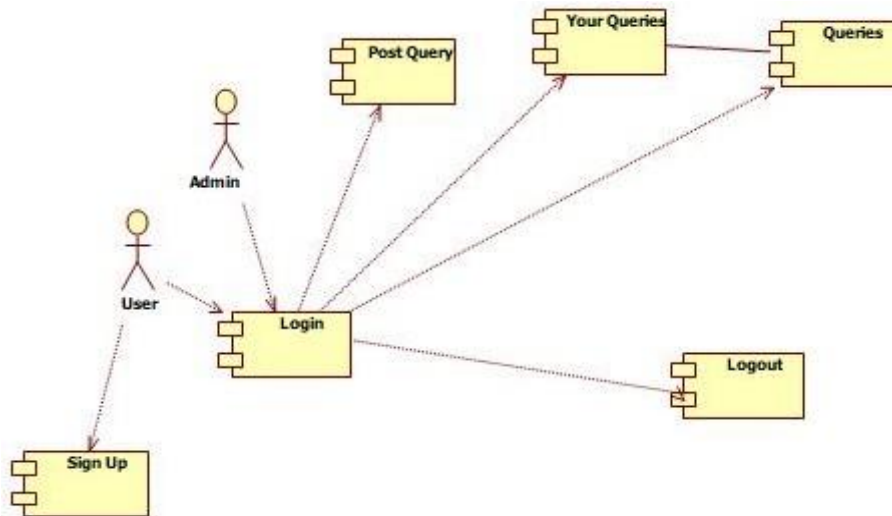 Your Queries
Queries
Post Query
Admin
User
Login
Logout
Sign Up